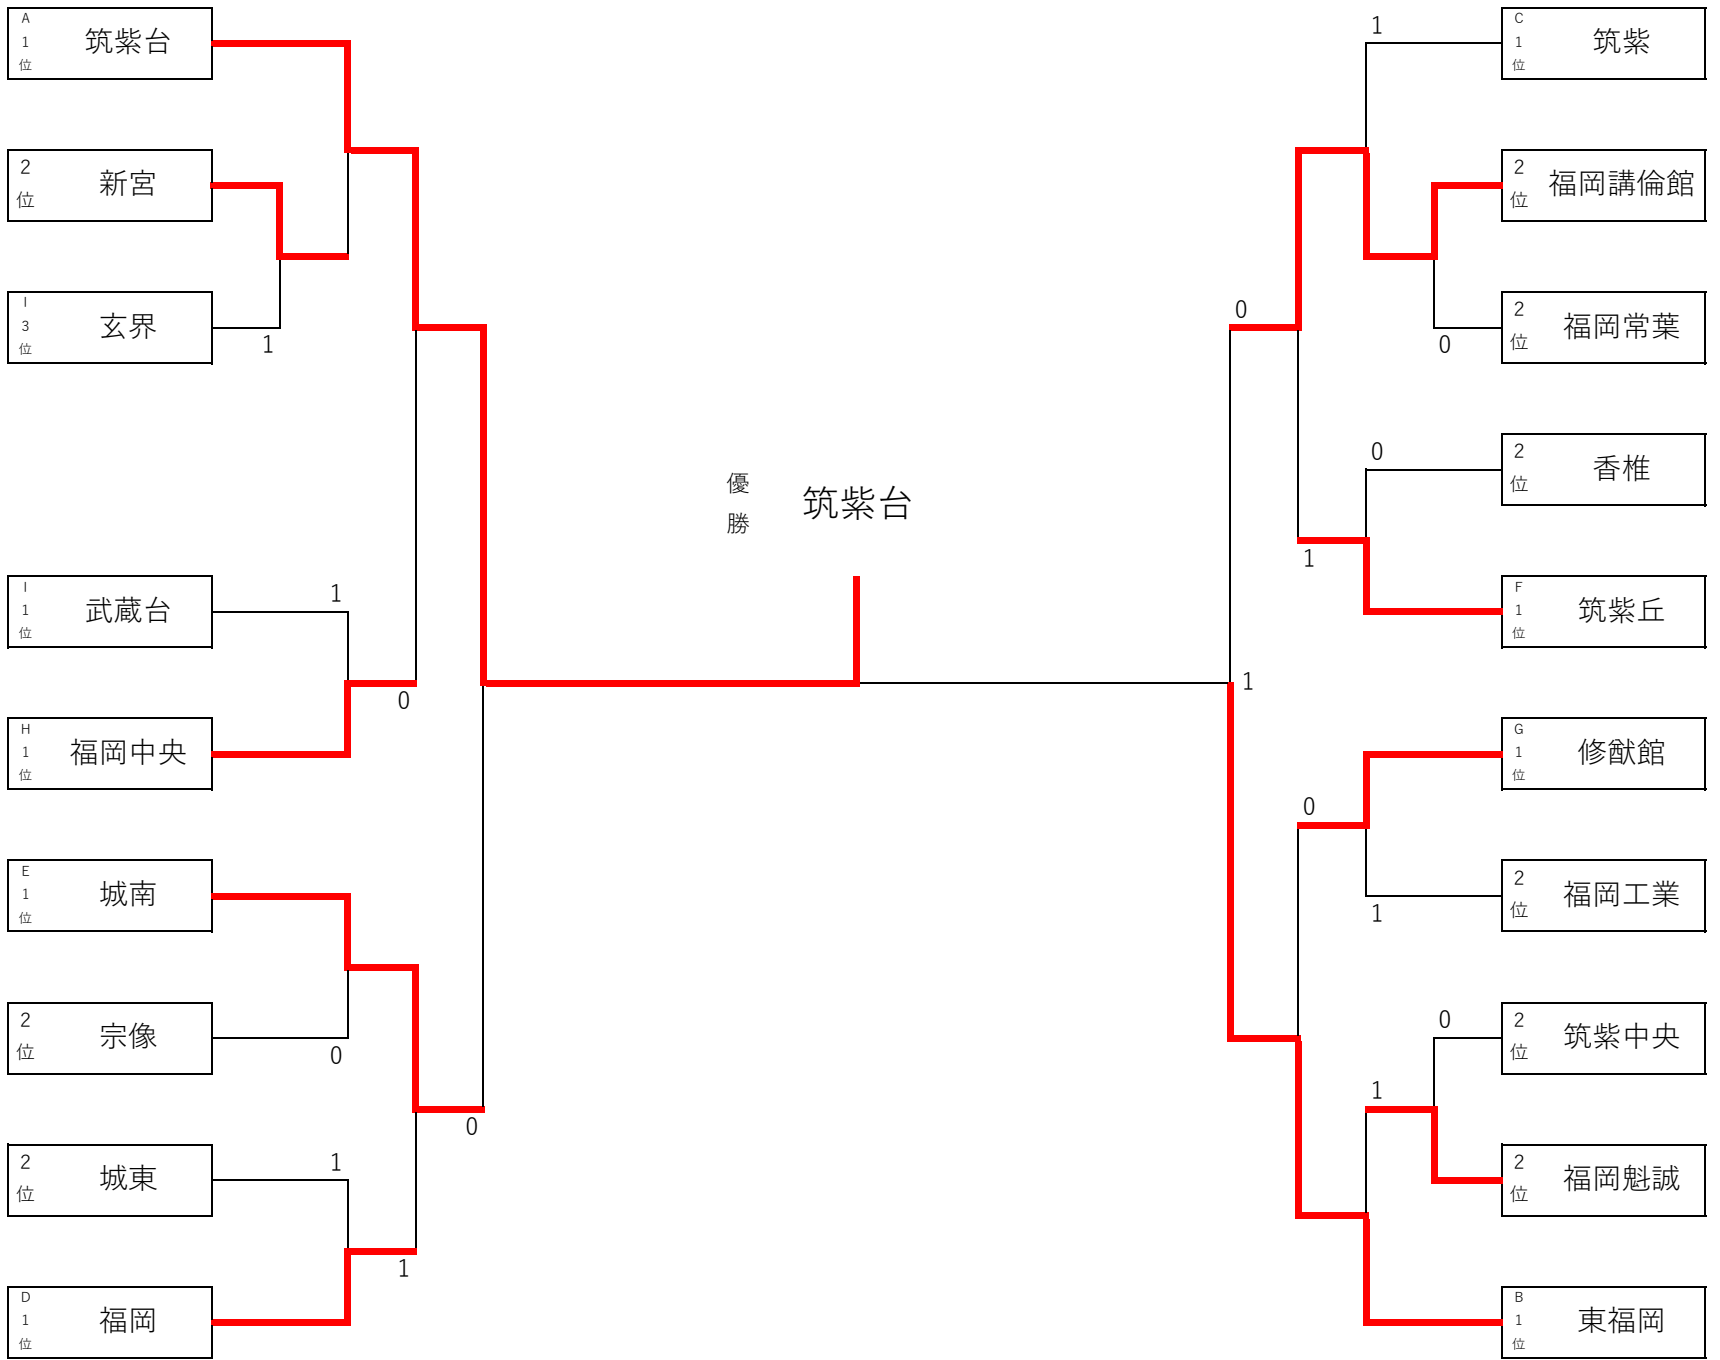 A
1
位
筑紫台
2
位
新宮
I
3
位
玄界
1
I
1
位
武蔵台
1
H
1
位
福岡中央
0
E
1
位
城南
2
位
宗像
0
0
2
位
城東
1
1
D
1
位
福岡
優
勝
筑紫台
1
C
1
位
筑紫
2
位
福岡講倫館
0
2
位
福岡常葉
0
0
2
位
香椎
1
F
1
位
筑紫丘
1
G
1
位
修猷館
0
2
位
福岡工業
1
0
2
位
筑紫中央
1
2
位
福岡魁誠
B
1
位
東福岡